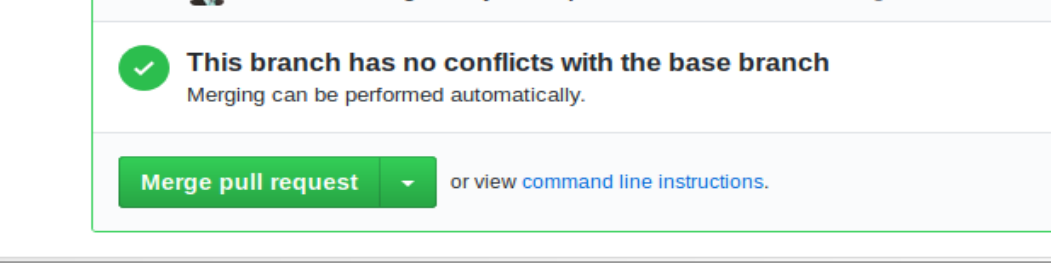 This branch has no conflicts with the base branch
Merging can be performed automatically.
Merge pull request or view command line instructions.